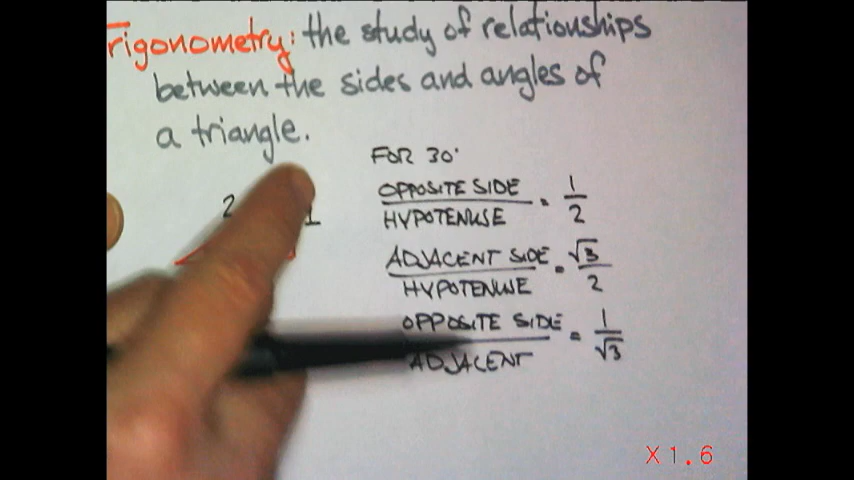 Trigonometry: the study of relationships
between the sides and angles of
a triangle.
FOR 30°
2
1
OPPOSITE SIDE
HYPOTENUSE
= 1/2
ADJACENT SIDE
HYPOTENUSE
= √3/2
OPPOSITE SIDE
ADJACENT
= 1/√3
X1.6